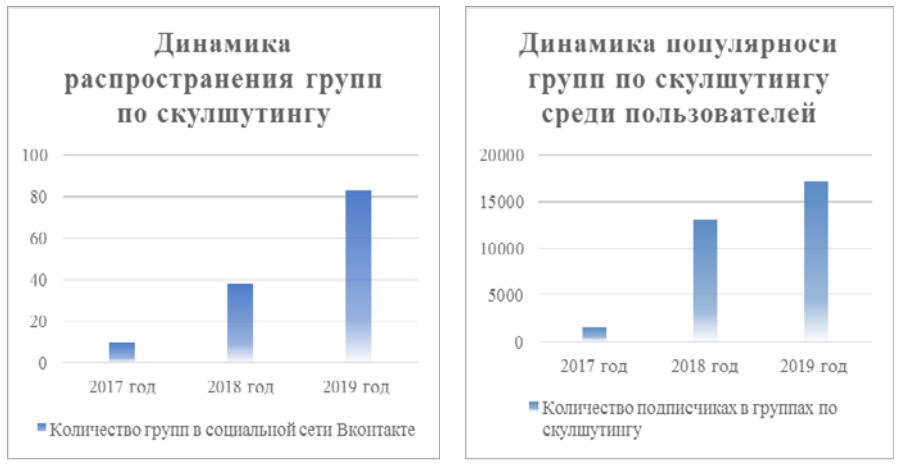 Динамика
распространения групп
по скулшутингу
100
80
60
40
20
0
2017 год
2018 год
2019 год
Количество групп в социальной сети Вконтакте
Динамика популярноси
групп по скулшутингу
среди пользователей
20000
15000
10000
5000
0
2017 год
2018 год
2019 год
Количество подписчиках в группах по
скулшутингу